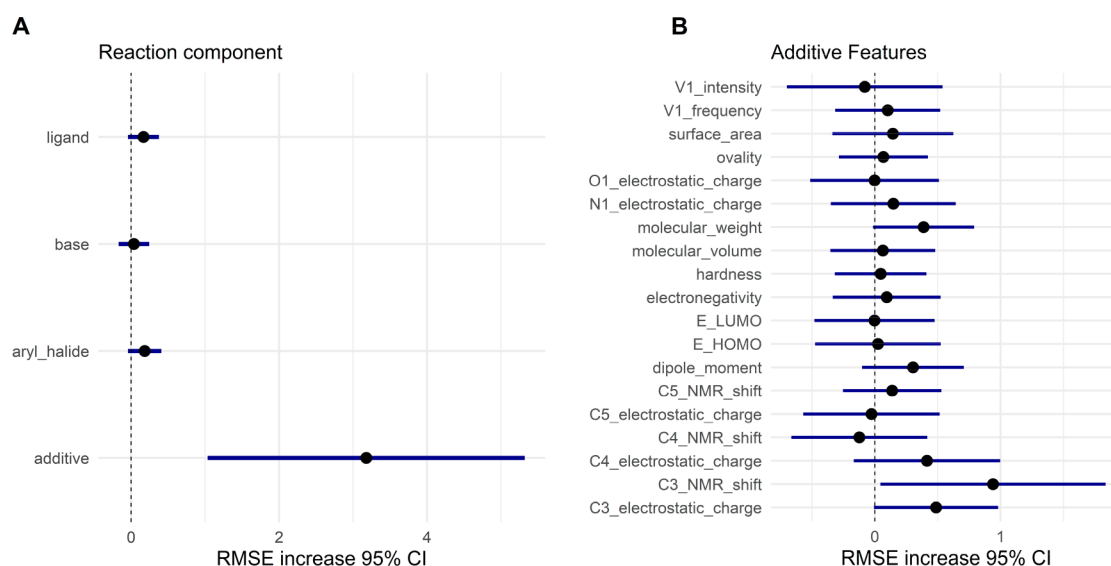 A
Reaction component
ligand
base
aryl_halide
additive
0
2
4
RMSE increase 95% CI
B
Additive Features
V1_intensity
V1_frequency
surface_area
ovality
O1_electrostatic_charge
N1_electrostatic_charge
molecular_weight
molecular_volume
hardness
electronegativity
E_LUMO
E_HOMO
dipole_moment
C5_NMR_shift
C5_electrostatic_charge
C4_NMR_shift
C4_electrostatic_charge
C3_NMR_shift
C3_electrostatic_charge
0
1
RMSE increase 95% CI